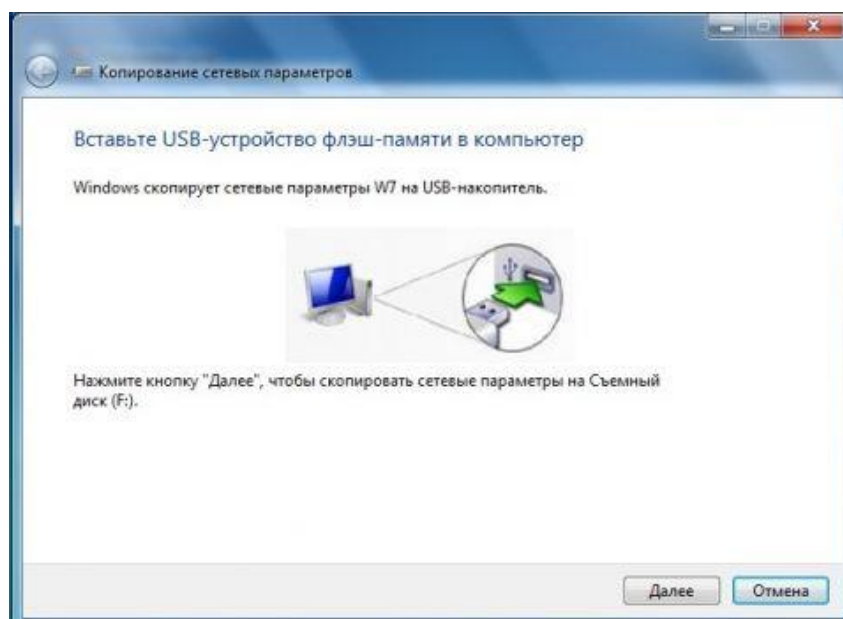 Копирование сетевых параметров
Вставьте USB-устройство флэш-памяти в компьютер
Windows скопирует сетевые параметры W7 на USB-накопитель.
Нажмите кнопку "Далее", чтобы скопировать сетевые параметры на Съемный
диск (F:).
Далее
Отмена